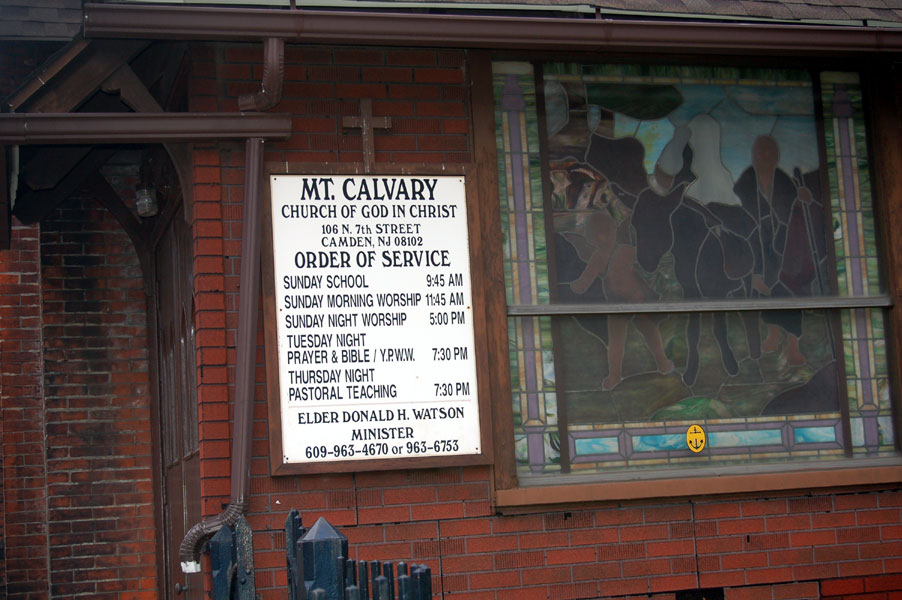 MT. CALVARY
CHURCH OF GOD IN CHRIST
106 N. 7th STREET
CAMDEN, NJ 08102
ORDER OF SERVICE
SUNDAY SCHOOL 9:45 AM
SUNDAY MORNING WORSHIP 11:45 AM
SUNDAY NIGHT WORSHIP 5:00 PM
TUESDAY NIGHT
PRAYER & BIBLE / Y.P.W.W. 7:30 PM
THURSDAY NIGHT
PASTORAL TEACHING 7:30 PM
ELDER DONALD H. WATSON
MINISTER
609-963-4670 OR 963-6753